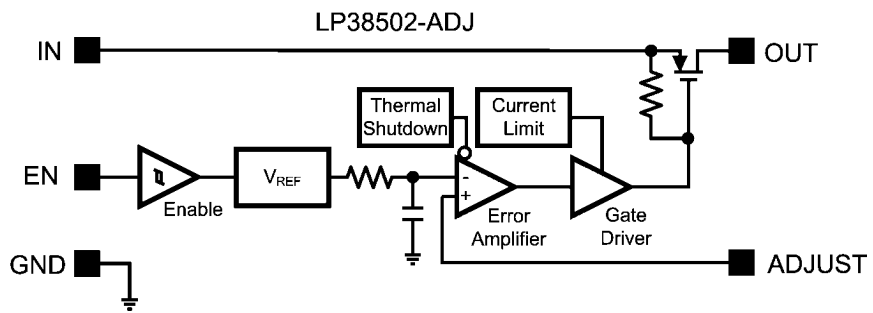 LP38502-ADJ
IN
OUT
Thermal
Shutdown
Current
Limit
EN
VREF
-
+
Enable
Error
Amplifier
Gate
Driver
GND
ADJUST